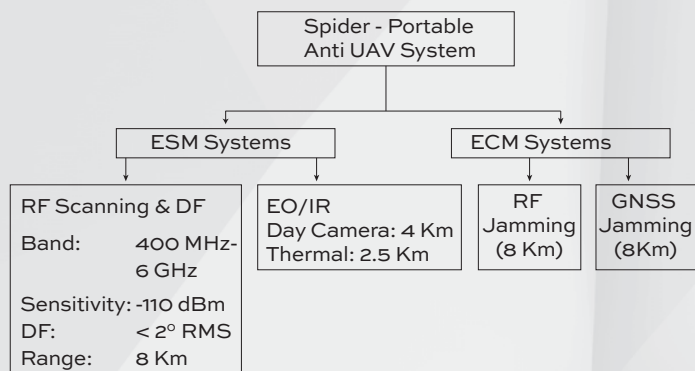 Spider - Portable
Anti UAV System
ESM Systems
ECM Systems
RF Scanning & DF
Band: 400 MHz-
6 GHz
Sensitivity: -110 dBm
DF: < 2° RMS
Range: 8 Km
EO/IR
Day Camera: 4 Km
Thermal: 2.5 Km
RF
Jamming
(8 Km)
GNSS
Jamming
(8Km)